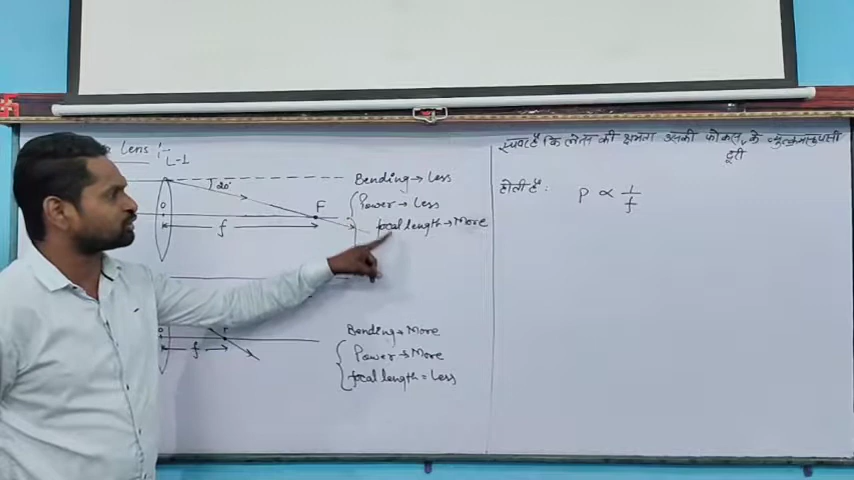 Lens :-
L-1
20°
O
F
f
Bending → Less
Power → Less
focal length → More
O
f
Bending → More
Power → More
focal length = Less
स्पष्ट है कि लेन्स की क्षमता उसकी फोकस के व्युत्क्रमानुपाती
दूरी
होती है :
P ∝ 1/f